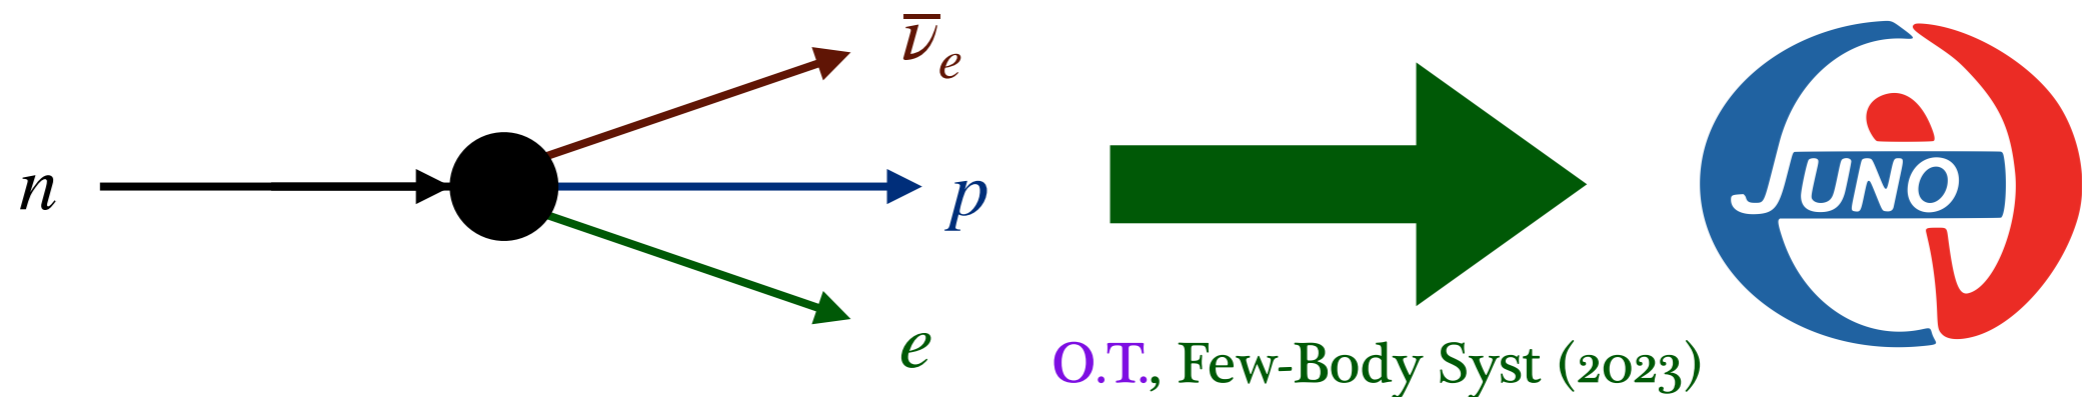 n
ν̅ₑ
p
e
O.T., Few-Body Syst (2023)
JUNO